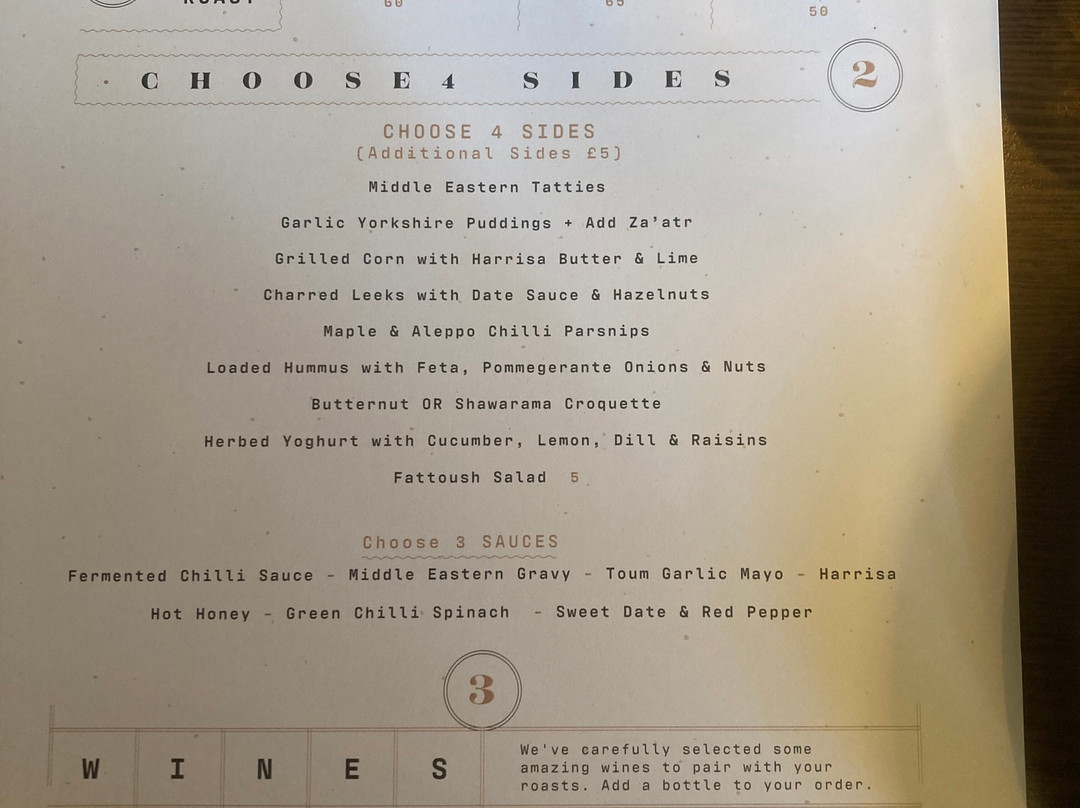 ROAST
60 65 50
CHOOSE4 SIDES 2
CHOOSE 4 SIDES
(Additional Sides £5)
Middle Eastern Tatties
Garlic Yorkshire Puddings + Add Za'atr
Grilled Corn with Harrisa Butter & Lime
Charred Leeks with Date Sauce & Hazelnuts
Maple & Aleppo Chilli Parsnips
Loaded Hummus with Feta, Pommegerante Onions & Nuts
Butternut OR Shawarama Croquette
Herbed Yoghurt with Cucumber, Lemon, Dill & Raisins
Fattoush Salad 5
Choose 3 SAUCES
Fermented Chilli Sauce - Middle Eastern Gravy - Toum Garlic Mayo - Harrisa
Hot Honey - Green Chilli Spinach - Sweet Date & Red Pepper
3
WINES
We've carefully selected some
amazing wines to pair with your
roasts. Add a bottle to your order.